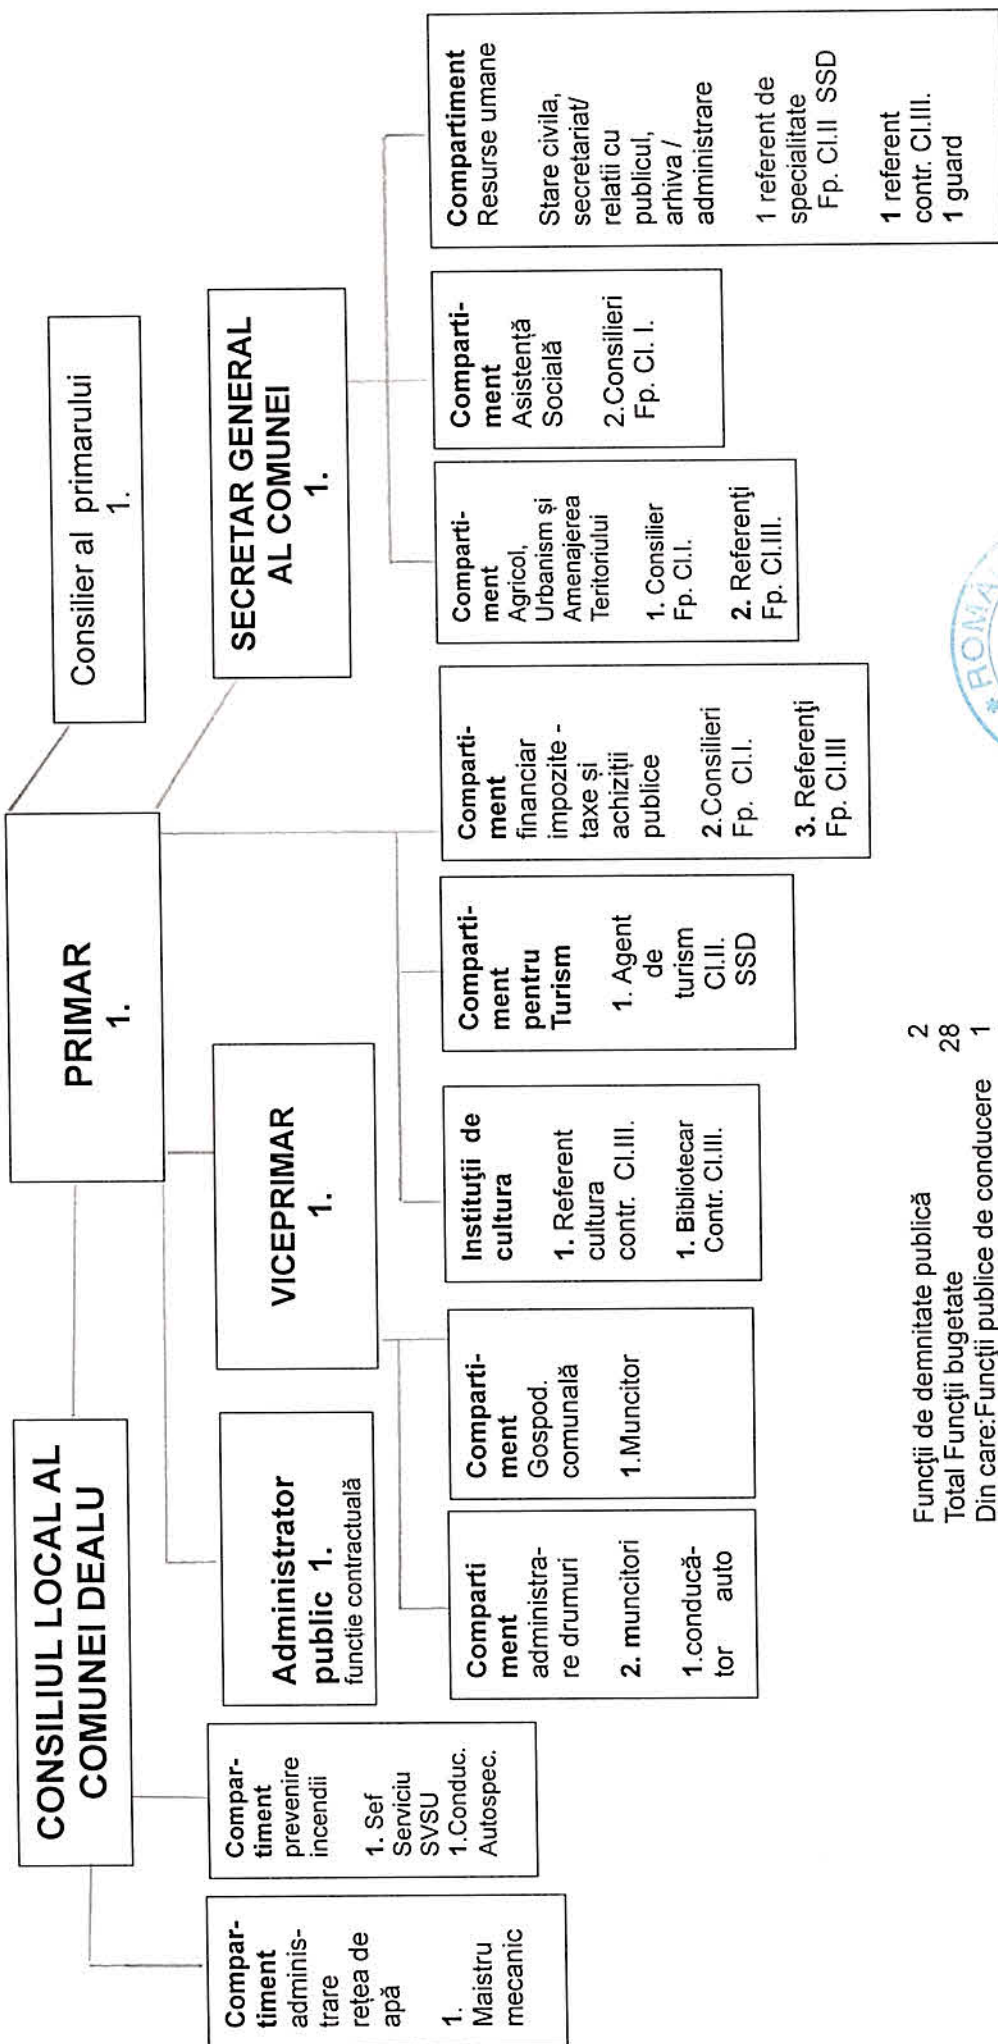 CONSILIUL LOCAL AL
COMUNEI DEALU
PRIMAR
1.
Consilier al primarului
1.
Administrator
public 1.
funcție contractuală
VICEPRIMAR
1.
SECRETAR GENERAL
AL COMUNEI
1.
Compar-
timent
adminis-
trare
rețea de
apă
1.
Maistru
mecanic
Compar-
timent
prevenire
incendii
1. Sef
Serviciu
SVSU
1.Conduc.
Autospec.
Comparti
ment
administra-
re drumuri
2. muncitori
1.conducă-
tor auto
Comparti-
ment
Gospod.
comunală
1.Muncitor
Instituţii de
cultura
1. Referent
cultura
contr. Cl.III.
1. Bibliotecar
Contr. Cl.III.
Comparti-
ment
pentru
Turism
1. Agent
de
turism
Cl.II.
SSD
Comparti-
ment
financiar
impozite -
taxe și
achiziții
publice
2.Consilieri
Fp. Cl.I.
3. Referenţi
Fp. Cl.III
Comparti-
ment
Agricol,
Urbanism și
Amenajerea
Teritoriului
1. Consilier
Fp. Cl.I.
2. Referenţi
Fp. Cl.III.
Comparti-
ment
Asistență
Socială
2.Consilieri
Fp. Cl. I.
Compartiment
Resurse umane
Stare civila,
secretariat/
relatii cu
publicul,
arhiva /
administrare
1 referent de
specialitate
Fp. Cl.II SSD
1 referent
contr. Cl.III.
1 guard
Funcţii de demnitate publică 2
Total Funcţii bugetate 28
Din care:Funcţii publice de conducere 1
* ROMÂ